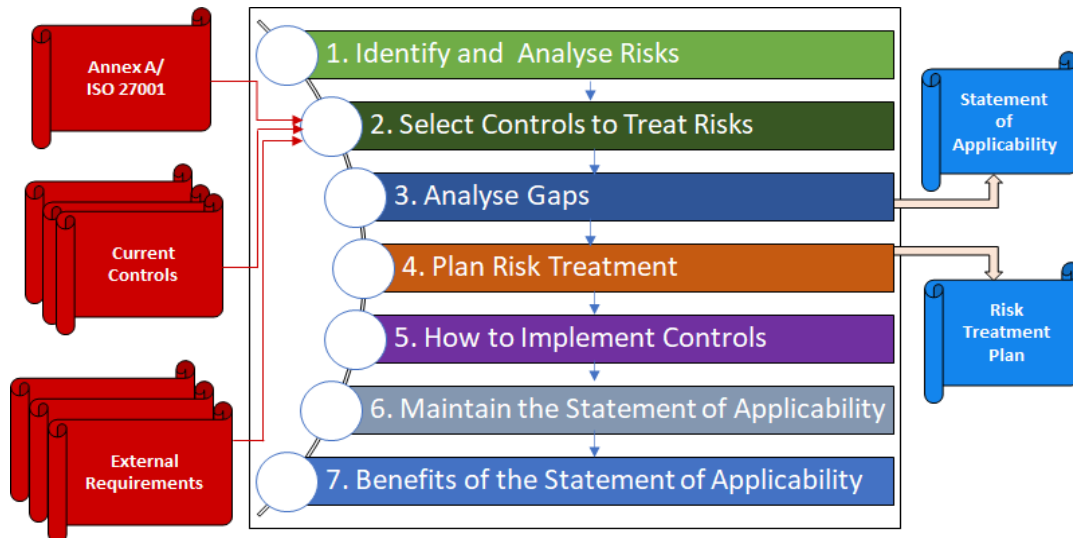 Annex A/
ISO 27001
Current
Controls
External
Requirements
1. Identify and Analyse Risks
2. Select Controls to Treat Risks
3. Analyse Gaps
4. Plan Risk Treatment
5. How to Implement Controls
6. Maintain the Statement of Applicability
7. Benefits of the Statement of Applicability
Statement
of
Applicability
Risk
Treatment
Plan